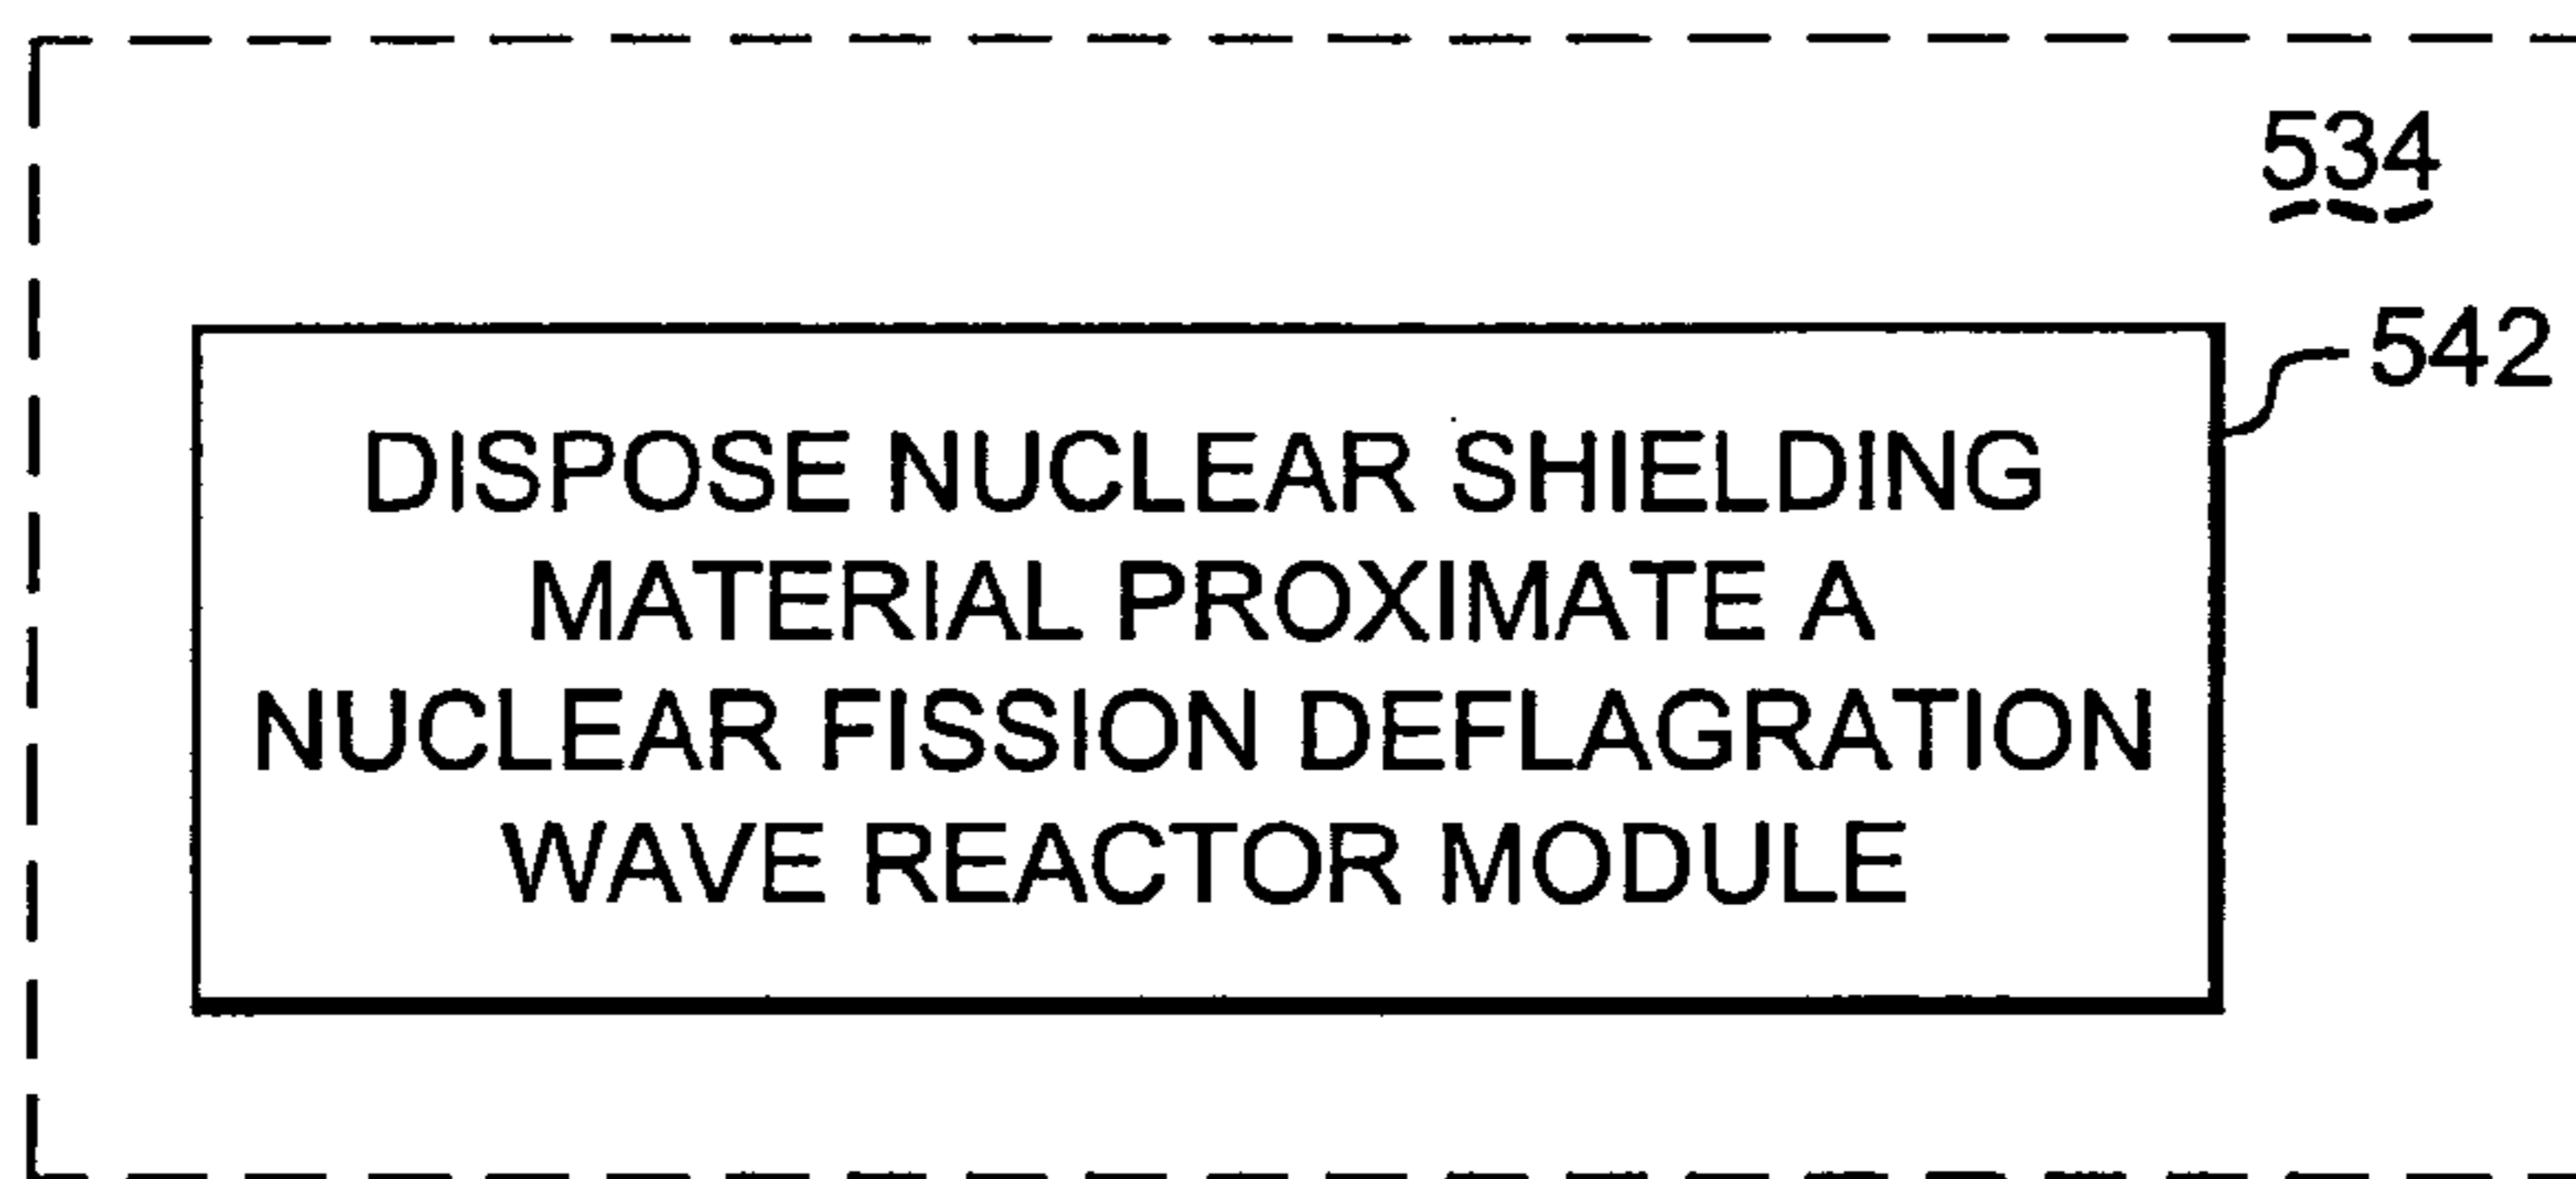 534
542
DISPOSE NUCLEAR SHIELDING
MATERIAL PROXIMATE A
NUCLEAR FISSION DEFLAGRATION
WAVE REACTOR MODULE